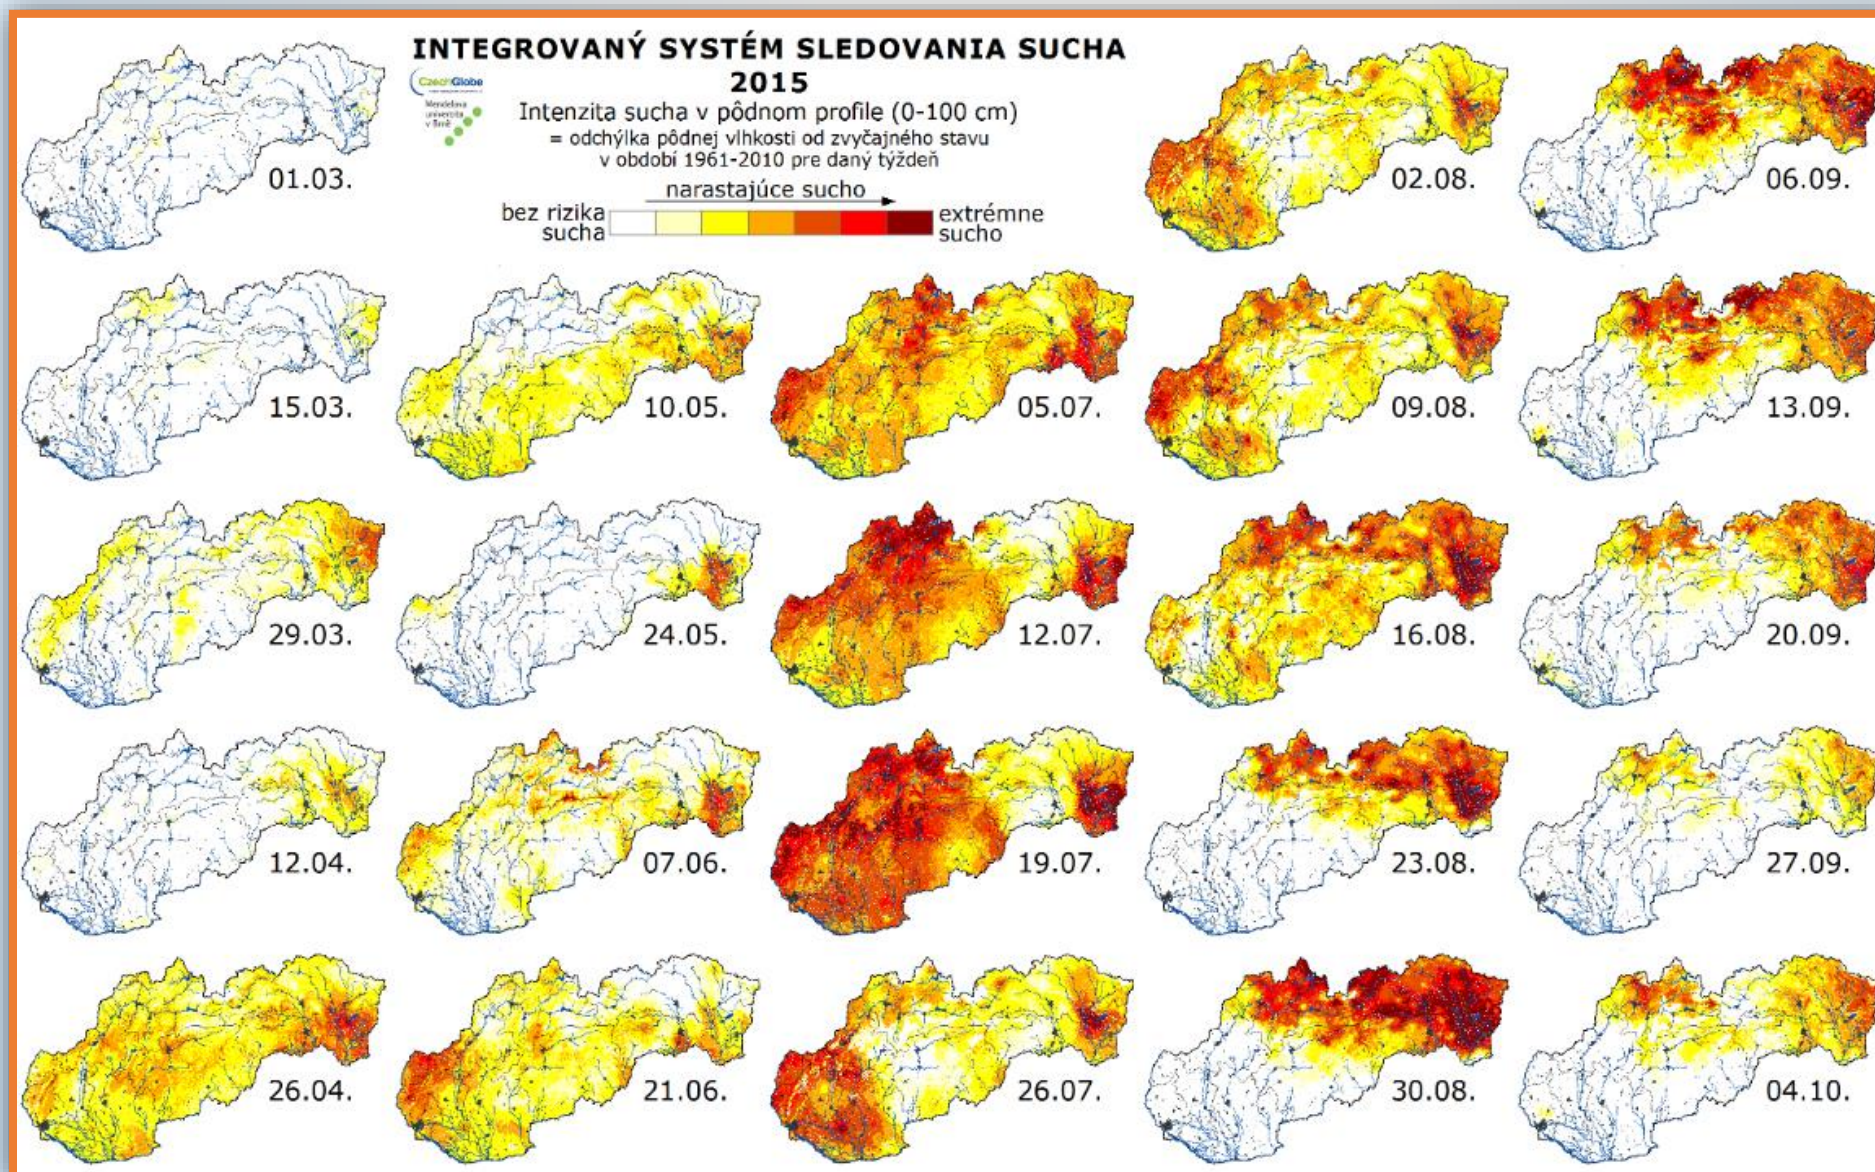 INTEGROVANÝ SYSTÉM SLEDOVANIA SUCHA
2015
CzechGlobe
Mendelova
univerzita
v Brně
Intenzita sucha v pôdnom profile (0-100 cm)
= odchýlka pôdnej vlhkosti od zvyčajného stavu
v období 1961-2010 pre daný týždeň
narastajúce sucho
bez rizika
sucha
extrémne
sucho
01.03.
15.03.
29.03.
12.04.
26.04.
10.05.
24.05.
07.06.
21.06.
05.07.
12.07.
19.07.
26.07.
02.08.
09.08.
16.08.
23.08.
30.08.
06.09.
13.09.
20.09.
27.09.
04.10.